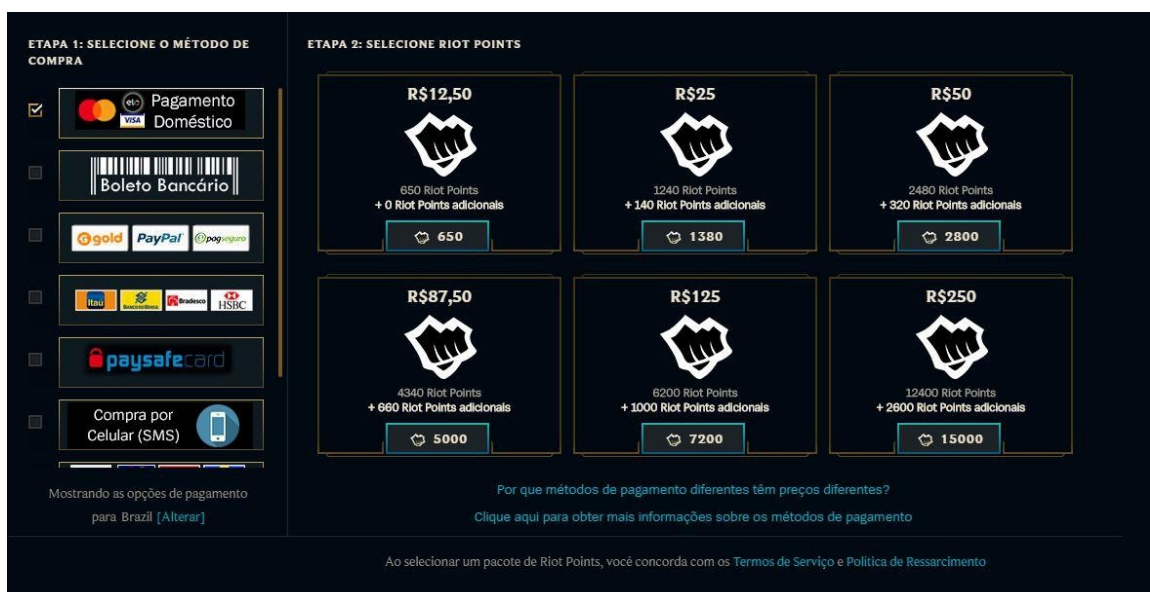 ETAPA 1: SELECIONE O MÉTODO DE
COMPRA
elo Pagamento
VISA Doméstico
Boleto Bancário
Ggold PayPal pagseguro
Itaú BANCO DO BRASIL Bradesco HSBC
paysafecard
Compra por
Celular (SMS)
Mostrando as opções de pagamento
para Brazil [Alterar]
ETAPA 2: SELECIONE RIOT POINTS
R$12,50
650 Riot Points
+ 0 Riot Points adicionais
650
R$25
1240 Riot Points
+ 140 Riot Points adicionais
1380
R$50
2480 Riot Points
+ 320 Riot Points adicionais
2800
R$87,50
4340 Riot Points
+ 660 Riot Points adicionais
5000
R$125
6200 Riot Points
+ 1000 Riot Points adicionais
7200
R$250
12400 Riot Points
+ 2600 Riot Points adicionais
15000
Por que métodos de pagamento diferentes têm preços diferentes?
Clique aqui para obter mais informações sobre os métodos de pagamento
Ao selecionar um pacote de Riot Points, você concorda com os Termos de Serviço e Política de Ressarcimento